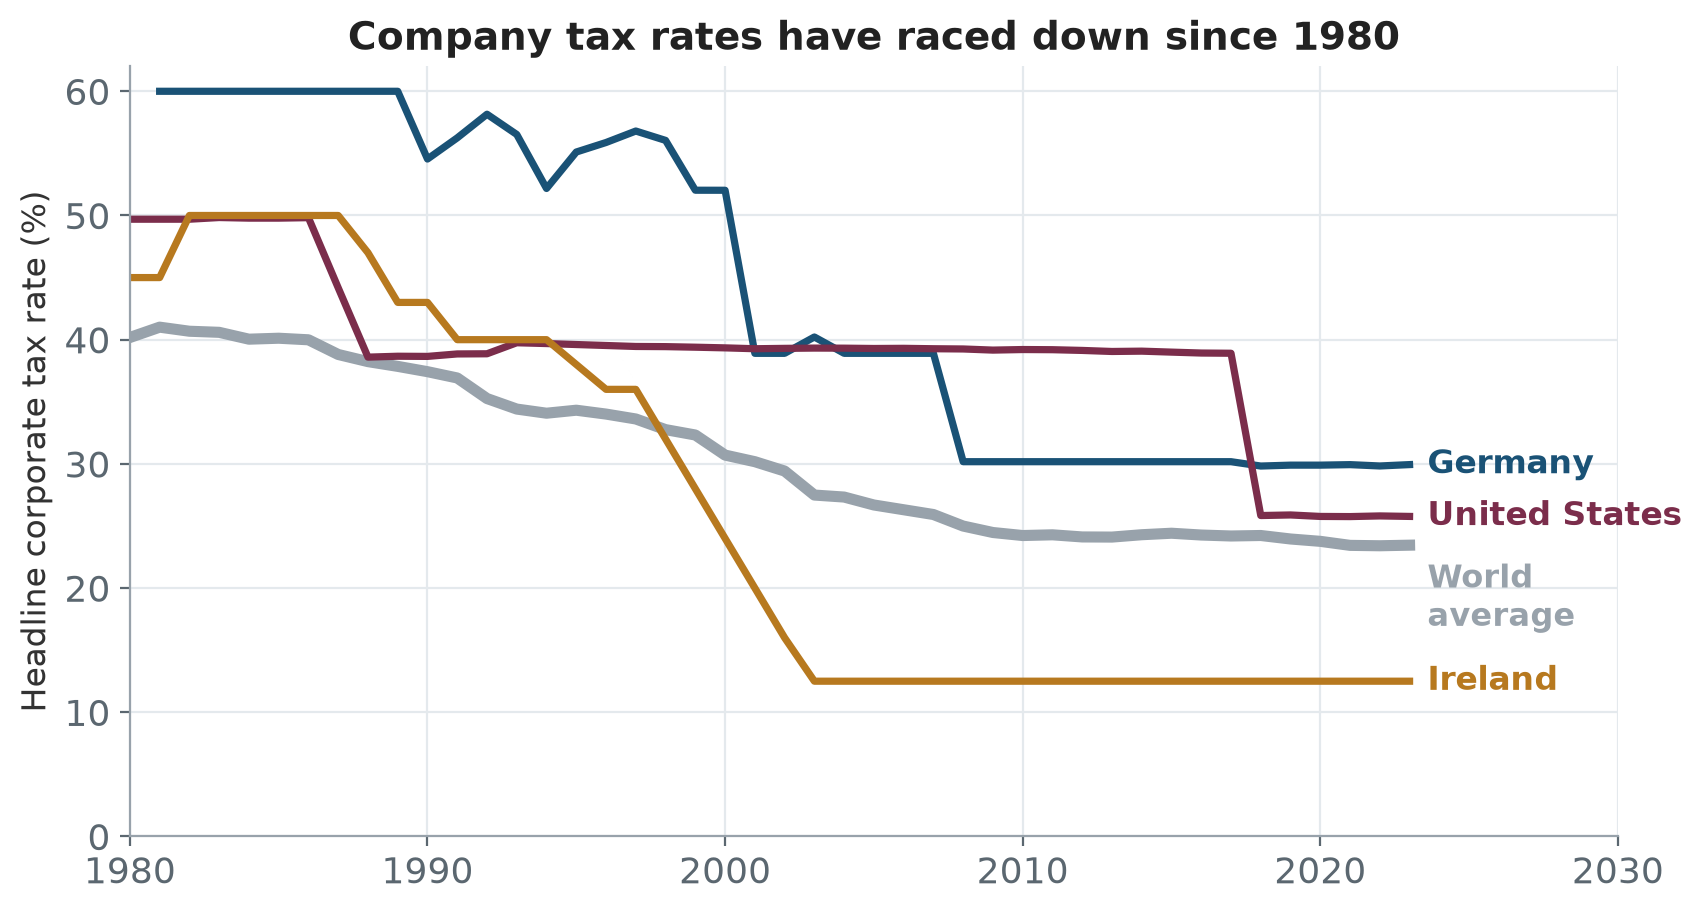 Company tax rates have raced down since 1980
Headline corporate tax rate (%)
60
50
40
30
20
10
0
1980
1990
2000
2010
2020
2030
Germany
United States
World
average
Ireland